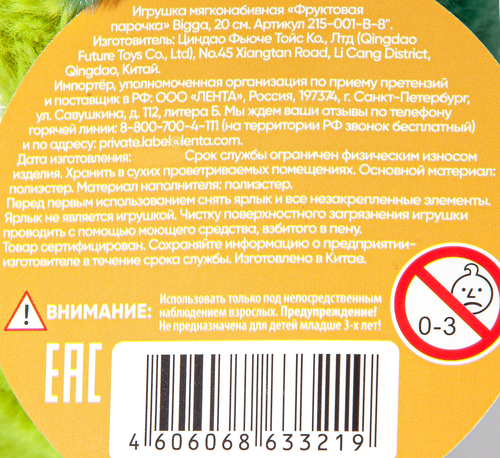 Игрушка мягконабивная «Фруктовая
парочка» Bigga, 20 см. Артикул 215-001-B-8".
Изготовитель: Циндао Фьюче Тойс Ко., Лтд (Qingdao
Future Toys Co., Ltd), No.45 Xiangtan Road, Li Cang District,
Qingdao, Китай.
Импортёр, уполномоченная организация по приему претензий
и поставщик в РФ: ООО «ЛЕНТА», Россия, 197374, г. Санкт-Петербург,
ул. Савушкина, д. 112, литера Б. Мы ждем ваши отзывы по телефону
горячей линии: 8-800-700-4-111 (на территории РФ звонок бесплатный)
и по адресу: private.label@lenta.com.
Дата изготовления: Срок службы ограничен физическим износом
изделия. Хранить в сухих проветриваемых помещениях. Основной материал:
полиэстер. Материал наполнителя: полиэстер.
Перед первым использованием снять ярлык и все незакрепленные элементы.
Ярлык не является игрушкой. Чистку поверхностного загрязнения игрушки
проводить с помощью моющего средства, взбитого в пену.
Товар сертифицирован. Сохраняйте информацию о предприятии-
изготовителе в течение срока службы. Изготовлено в Китае.
ВНИМАНИЕ: Использовать только под непосредственным
наблюдением взрослых. Предупреждение!
Не предназначена для детей младше 3-х лет!
0-3
EAC
4 606068 633219